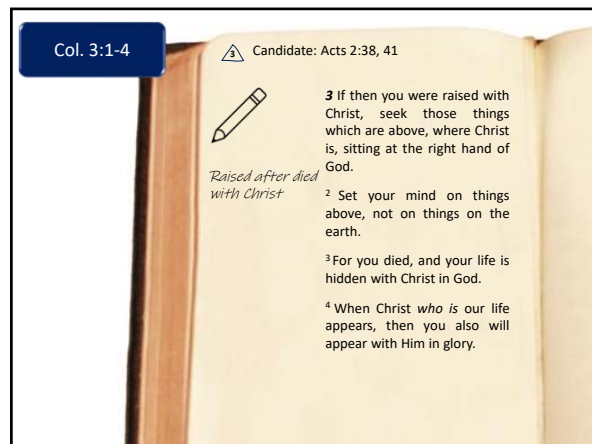 Col. 3:1-4
3 Candidate: Acts 2:38, 41
Raised after died
with Christ
3 If then you were raised with
Christ, seek those things
which are above, where Christ
is, sitting at the right hand of
God.
2 Set your mind on things
above, not on things on the
earth.
3 For you died, and your life is
hidden with Christ in God.
4 When Christ who is our life
appears, then you also will
appear with Him in glory.